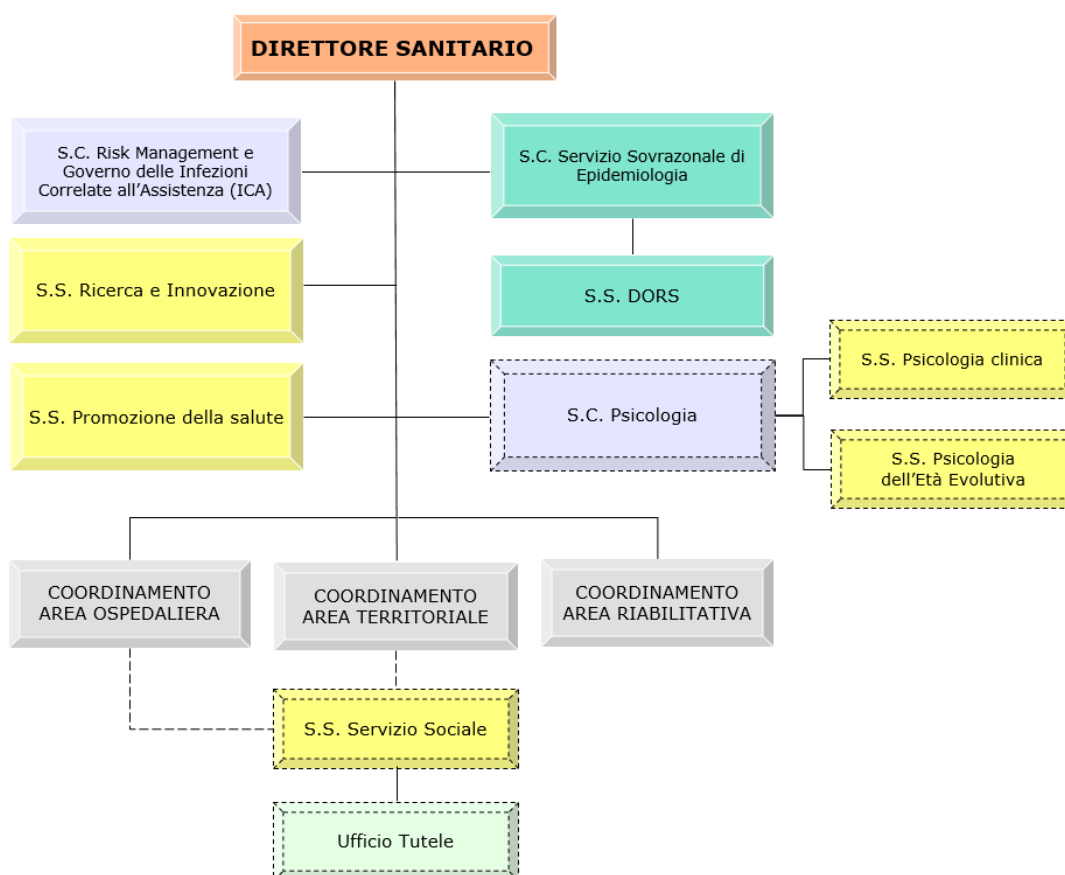 DIRETTORE SANITARIO
S.C. Risk Management e
Governo delle Infezioni
Correlate all'Assistenza (ICA)
S.C. Servizio Sovrazonale di
Epidemiologia
S.S. Ricerca e Innovazione
S.S. DORS
S.S. Promozione della salute
S.C. Psicologia
S.S. Psicologia clinica
S.S. Psicologia
dell'Età Evolutiva
COORDINAMENTO
AREA OSPEDALIERA
COORDINAMENTO
AREA TERRITORIALE
COORDINAMENTO
AREA RIABILITATIVA
S.S. Servizio Sociale
Ufficio Tutele